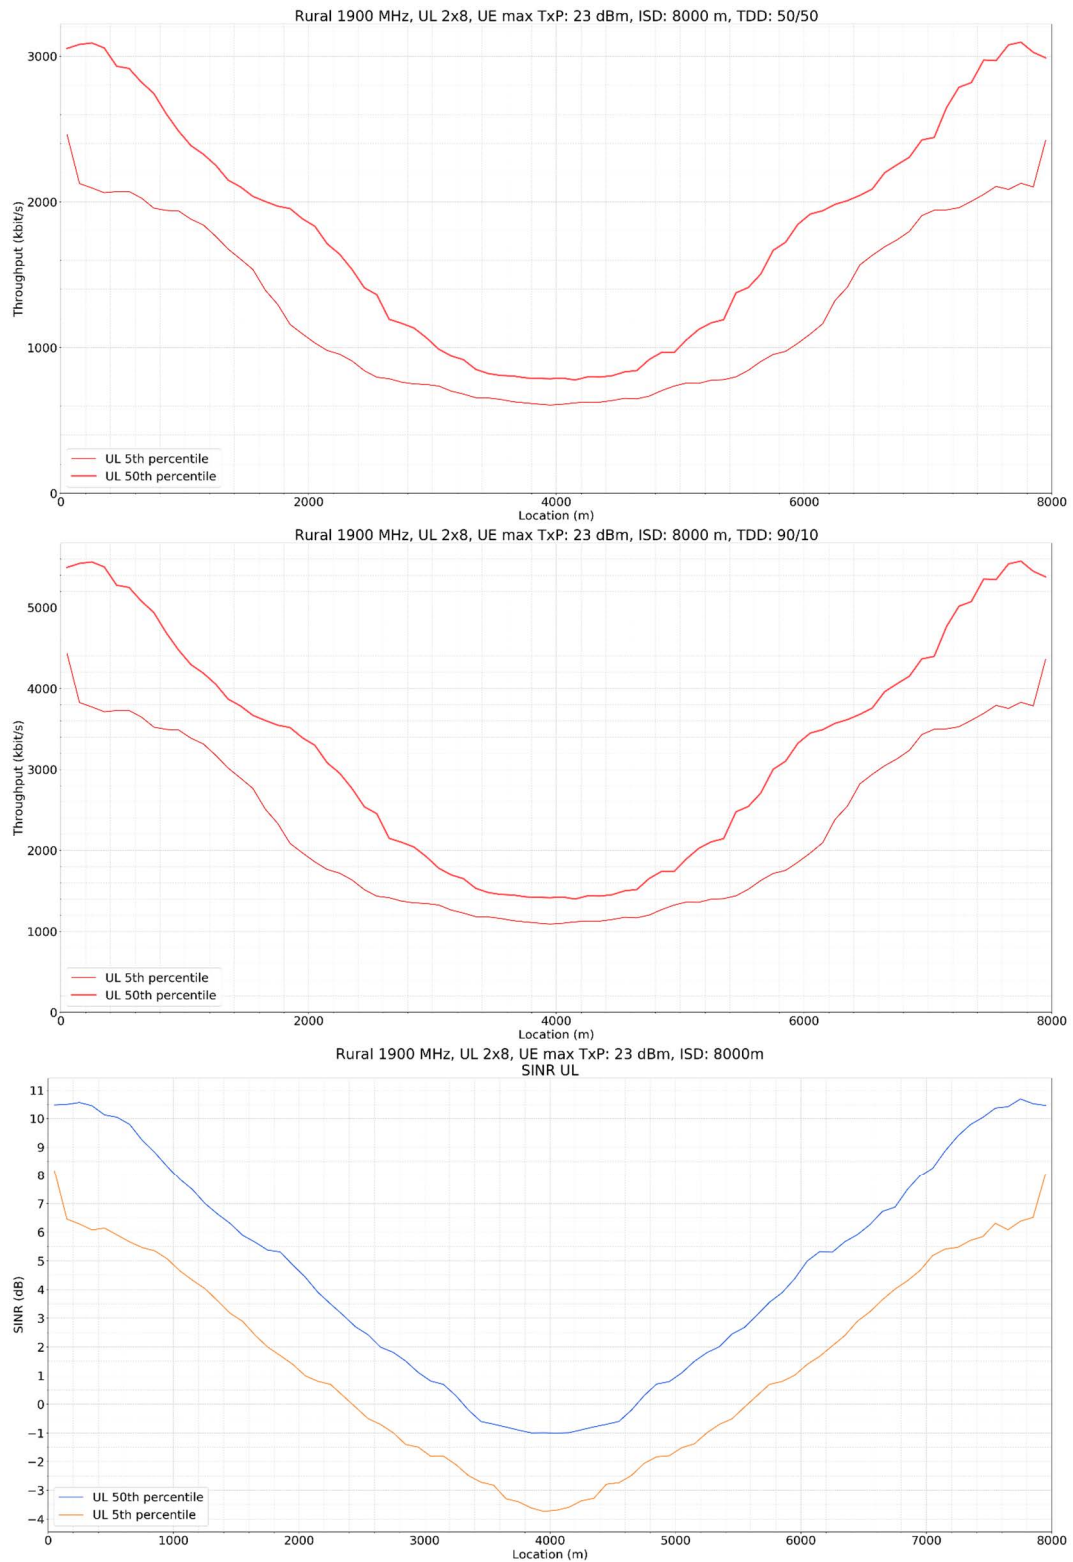 Rural 1900 MHz, UL 2x8, UE max TxP: 23 dBm, ISD: 8000 m, TDD: 50/50
3000
2000
1000
0
Throughput (kbit/s)
UL 5th percentile
UL 50th percentile
0 2000 4000 6000 8000
Location (m)
Rural 1900 MHz, UL 2x8, UE max TxP: 23 dBm, ISD: 8000 m, TDD: 90/10
5000
4000
3000
2000
1000
0
Throughput (kbit/s)
UL 5th percentile
UL 50th percentile
0 2000 4000 6000 8000
Location (m)
Rural 1900 MHz, UL 2x8, UE max TxP: 23 dBm, ISD: 8000m
SINR UL
11
10
9
8
7
6
5
4
3
2
1
0
−1
−2
−3
−4
SINR (dB)
UL 50th percentile
UL 5th percentile
0 1000 2000 3000 4000 5000 6000 7000 8000
Location (m)